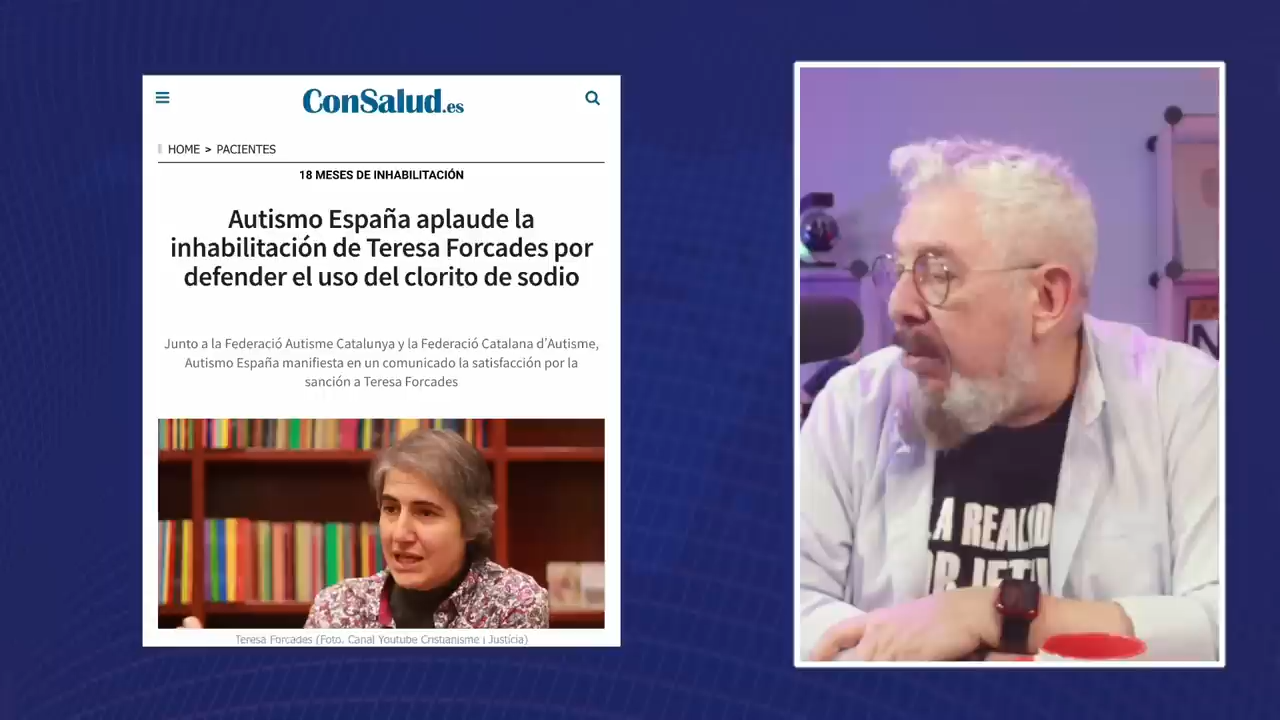 ConSalud.es
HOME > PACIENTES
18 MESES DE INHABILITACIÓN
Autismo España aplaude la
inhabilitación de Teresa Forcades por
defender el uso del clorito de sodio
Junto a la Federació Autisme Catalunya y la Federació Catalana d'Autisme,
Autismo España manifiesta en un comunicado la satisfacción por la
sanción a Teresa Forcades
Teresa Forcades (Foto. Canal Youtube Cristianisme i Justícia)
A REALID